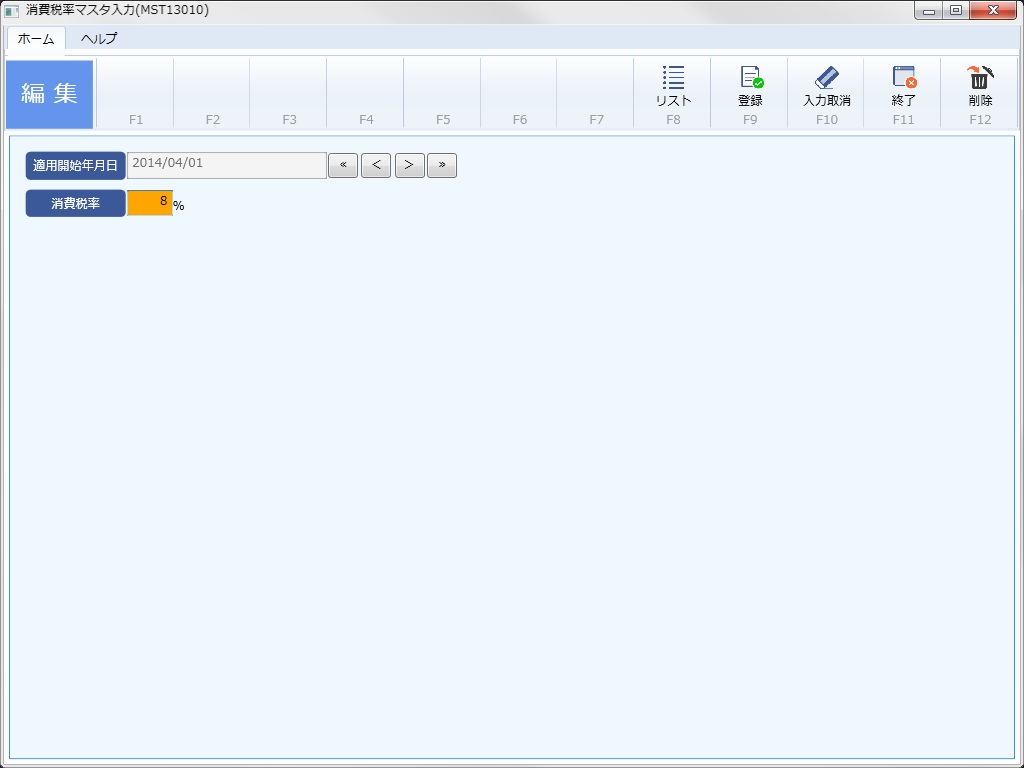 消費税率マスタ入力(MST13010)
ホーム ヘルプ
編集
リスト 登録 入力取消 終了 削除
F1 F2 F3 F4 F5 F6 F7 F8 F9 F10 F11 F12
適用開始年月日 2014/04/01 « < > »
消費税率 8 %